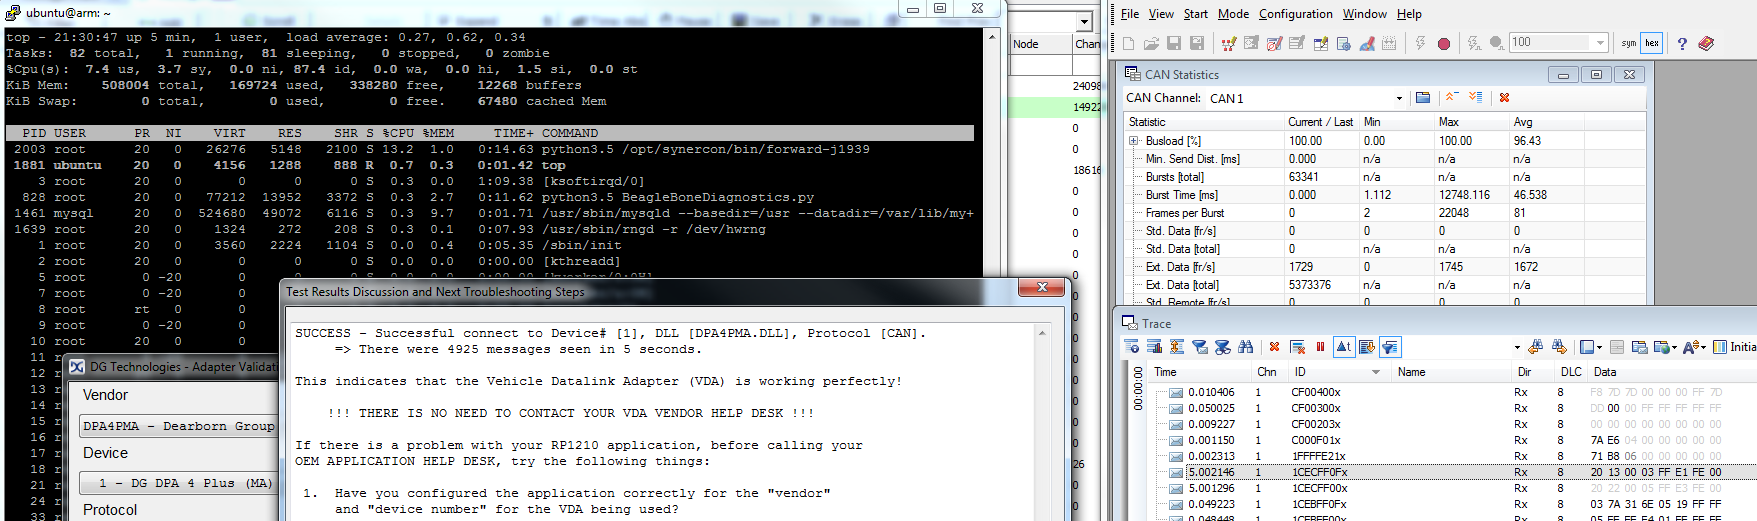 ubuntu@arm: ~
top - 21:30:47 up 5 min, 1 user, load average: 0.27, 0.62, 0.34
Tasks: 82 total, 1 running, 81 sleeping, 0 stopped, 0 zombie
%Cpu(s): 7.4 us, 3.7 sy, 0.0 ni, 87.4 id, 0.0 wa, 0.0 hi, 1.5 si, 0.0 st
KiB Mem: 508004 total, 169724 used, 338280 free, 12268 buffers
KiB Swap: 0 total, 0 used, 0 free. 67480 cached Mem
PID USER PR NI VIRT RES SHR S %CPU %MEM TIME+ COMMAND
2003 root 20 0 26276 5148 2100 S 13.2 1.0 0:14.63 python3.5 /opt/synercon/bin/forward-j1939
1881 ubuntu 20 0 4156 1288 888 R 0.7 0.3 0:01.42 top
3 root 20 0 0 0 0 S 0.3 0.0 1:09.38 [ksoftirqd/0]
828 root 20 0 77212 13952 3372 S 0.3 2.7 0:11.62 python3.5 BeagleBoneDiagnostics.py
1461 mysql 20 0 524680 49072 6116 S 0.3 9.7 0:01.71 /usr/sbin/mysqld --basedir=/usr --datadir=/var/lib/my+
1639 root 20 0 1324 272 208 S 0.3 0.1 0:07.93 /usr/sbin/rngd -r /dev/hwrng
1 root 20 0 3560 2224 1104 S 0.0 0.4 0:05.35 /sbin/init
2 root 20 0 0 0 0 S 0.0 0.0 0:00.00 [kthreadd]
5 root 0 -20
7 root 0 -20
8 root rt 0
9 root 0 -20
10 root 20 0
11 r
13 r
14 r
15 r
16 r
17 r
18 r
19 r
21 r
24 r
33 r
DG Technologies - Adapter Validati
Vendor
DPA4PMA - Dearborn Group
Device
1 - DG DPA 4 Plus (MA)
Protocol
Test Results Discussion and Next Troubleshooting Steps
SUCCESS - Successful connect to Device# [1], DLL [DPA4PMA.DLL], Protocol [CAN].
=> There were 4925 messages seen in 5 seconds.
This indicates that the Vehicle Datalink Adapter (VDA) is working perfectly!
!!! THERE IS NO NEED TO CONTACT YOUR VDA VENDOR HELP DESK !!!
If there is a problem with your RP1210 application, before calling your
OEM APPLICATION HELP DESK, try the following things:
1. Have you configured the application correctly for the "vendor"
and "device number" for the VDA being used?
Node Chan
24098
14922
0
0
0
18616
0
0
0
0
File View Start Mode Configuration Window Help
100 sym hex
CAN Statistics
CAN Channel: CAN 1
Statistic Current / Last Min Max Avg
Busload [%] 100.00 0.00 100.00 96.43
Min. Send Dist. [ms] 0.000 n/a n/a n/a
Bursts [total] 63341 n/a n/a n/a
Burst Time [ms] 0.000 1.112 12748.116 46.538
Frames per Burst 0 2 22048 81
Std. Data [fr/s] 0 0 0 0
Std. Data [total] 0 n/a n/a n/a
Ext. Data [fr/s] 1729 0 1745 1672
Ext. Data [total] 5373376 n/a n/a n/a
Std. Remote [fr/s] 0 0 0 0
Trace
Initia
00:00:00
Time Chn ID Name Dir DLC Data
0.010406 1 CF00400x Rx 8 F8 7D 7D 00 00 00 FF 7D
0.050025 1 CF00300x Rx 8 DD 00 00 FF FF FF FF FF
0.009227 1 CF00203x Rx 8 00 00 00 00 00 00 00 00
0.001150 1 C000F01x Rx 8 7A E6 04 00 00 00 00 00
0.002313 1 1FFFFE21x Rx 8 71 B8 06 00 00 00 00 00
5.002146 1 1CECFF0Fx Rx 8 20 13 00 03 FF E1 FE 00
5.001296 1 1CECFF00x Rx 8 20 22 00 05 FF E3 FE 00
0.049223 1 1CEBFF0Fx Rx 8 03 7A 31 6E 05 19 FF FF
0.048448 1 1CEBFF00x Rx 8 05 FF FF F4 01 FF FF FF